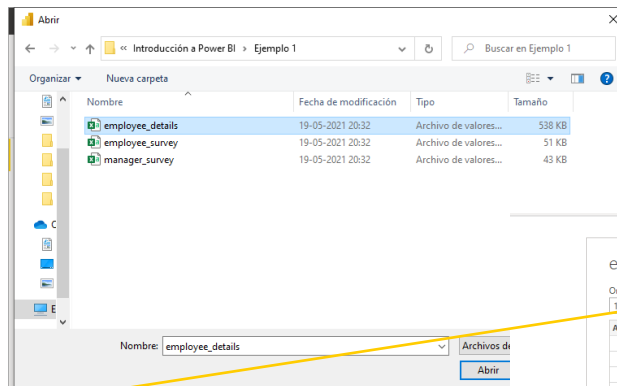 Abrir
« Introducción a Power BI > Ejemplo 1
Buscar en Ejemplo 1
Organizar
Nueva carpeta
Nombre
Fecha de modificación
Tipo
Tamaño
employee_details
19-05-2021 20:32
Archivo de valores...
538 KB
employee_survey
19-05-2021 20:32
Archivo de valores...
51 KB
manager_survey
19-05-2021 20:32
Archivo de valores...
43 KB
Nombre:
employee_details
Archivos de
Abrir